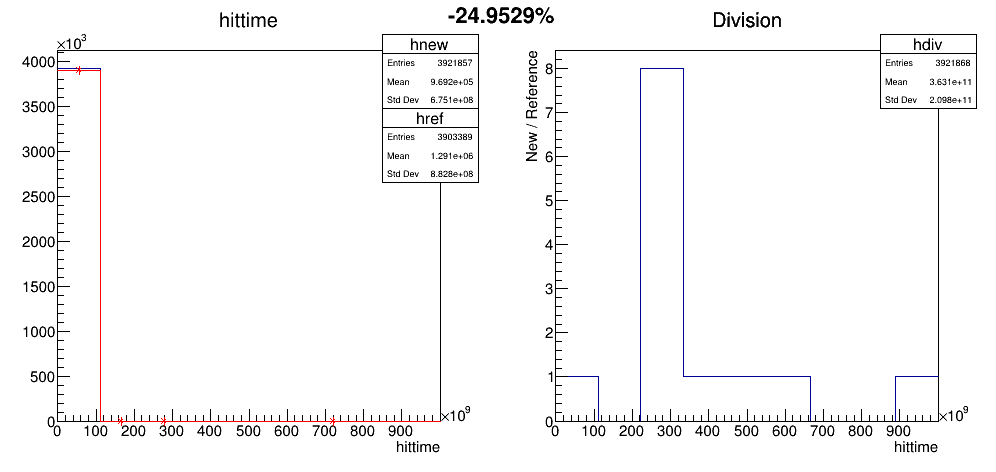 -24.9529%
hittime
×10³
hnew
Entries 3921857
Mean 9.692e+05
Std Dev 6.751e+08
href
Entries 3903389
Mean 1.291e+06
Std Dev 8.828e+08
4000
3500
3000
2500
2000
1500
1000
500
0
0 100 200 300 400 500 600 700 800 900
×10⁹
hittime
Division
hdiv
Entries 3921868
Mean 3.631e+11
Std Dev 2.098e+11
New / Reference
8
7
6
5
4
3
2
1
0
0 100 200 300 400 500 600 700 800 900
×10⁹
hittime